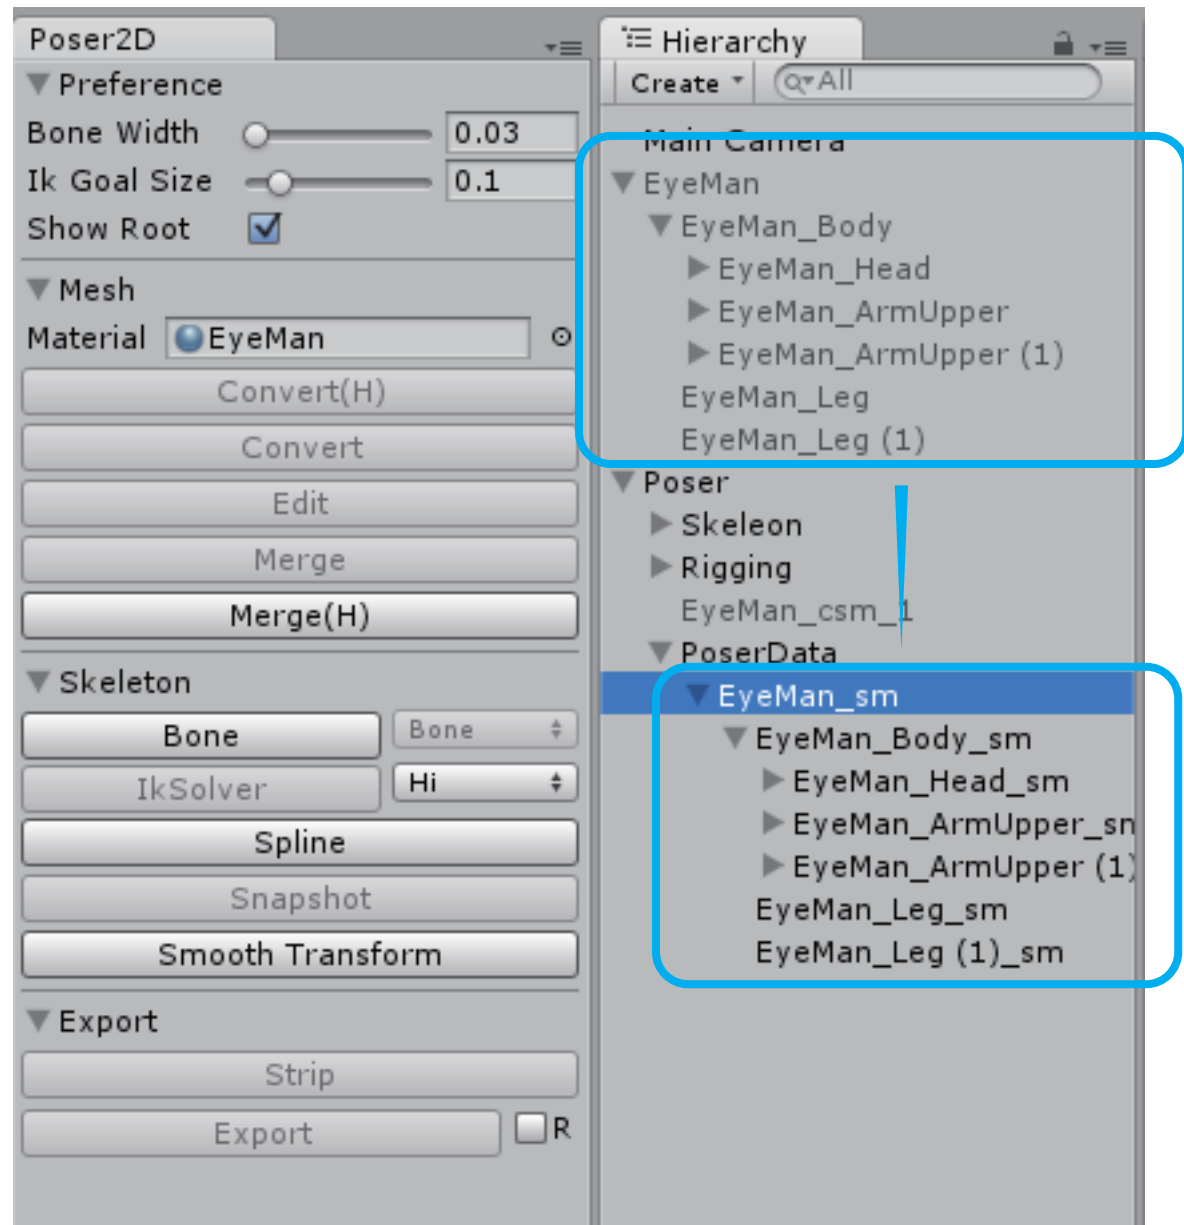 Poser2D
Preference
Bone Width 0.03
Ik Goal Size 0.1
Show Root
Mesh
Material EyeMan
Convert(H)
Convert
Edit
Merge
Merge(H)
Skeleton
Bone Bone
IkSolver Hi
Spline
Snapshot
Smooth Transform
Export
Strip
Export R
Hierarchy
Create All
Main Camera
EyeMan
EyeMan_Body
EyeMan_Head
EyeMan_ArmUpper
EyeMan_ArmUpper (1)
EyeMan_Leg
EyeMan_Leg (1)
Poser
Skeleon
Rigging
EyeMan_csm_1
PoserData
EyeMan_sm
EyeMan_Body_sm
EyeMan_Head_sm
EyeMan_ArmUpper_sm
EyeMan_ArmUpper (1)
EyeMan_Leg_sm
EyeMan_Leg (1)_sm